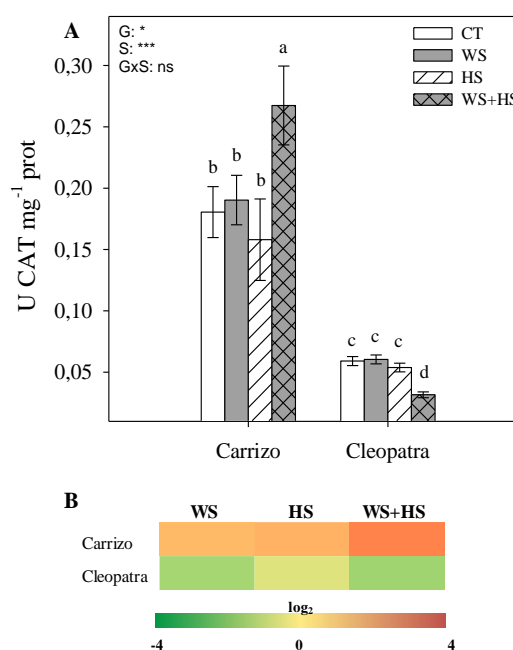 A
G: *
S: ***
GxS: ns
CT
WS
HS
WS+HS
U CAT mg⁻¹ prot
0,30
0,25
0,20
0,15
0,10
0,05
b b b a
c c c d
Carrizo Cleopatra
B
WS HS WS+HS
Carrizo
Cleopatra
log₂
-4 0 4